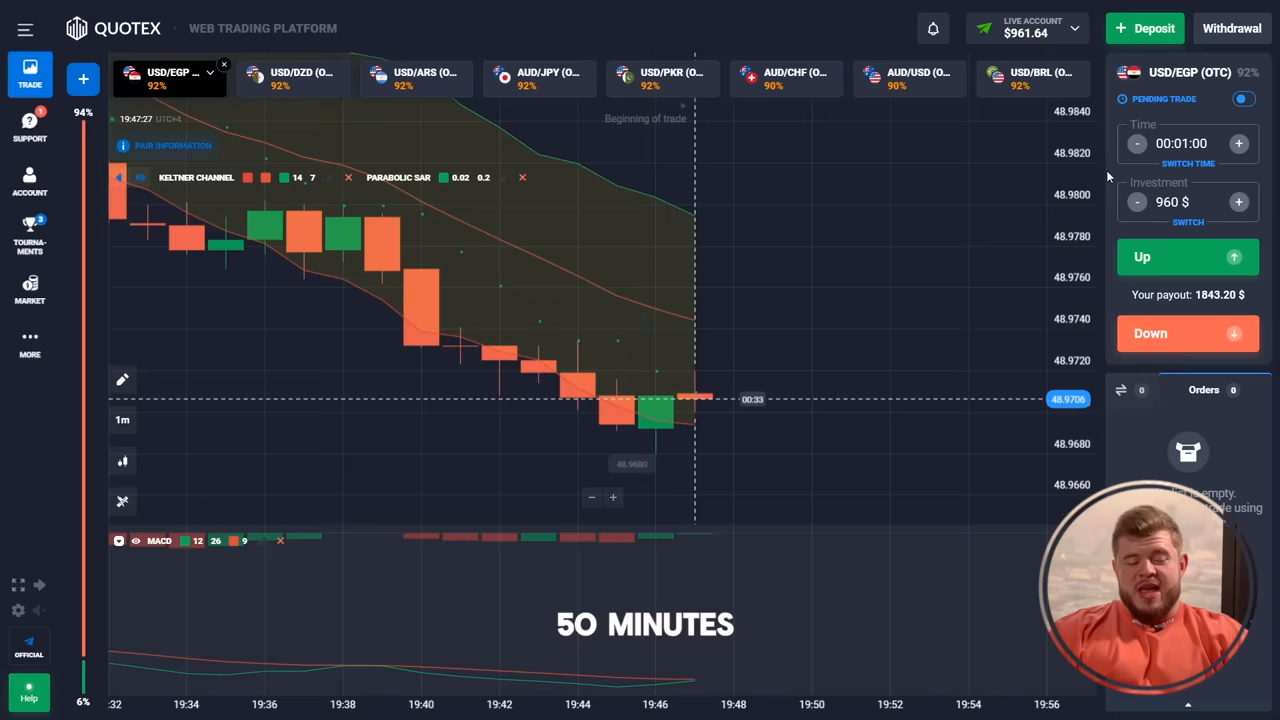 QUOTEX
WEB TRADING PLATFORM
LIVE ACCOUNT
$961.64
Deposit
Withdrawal
TRADE
94%
USD/EGP ...
92%
USD/DZD (O...
92%
USD/ARS (O...
92%
AUD/JPY (O...
92%
USD/PKR (O...
92%
AUD/CHF (O...
90%
AUD/USD (O...
90%
USD/BRL (O...
92%
USD/EGP (OTC) 92%
PENDING TRADE
Time
- 00:01:00 +
SWITCH TIME
Investment
- 960 $ +
SWITCH
Up
Your payout: 1843.20 $
Down
0
Orders 0
1
SUPPORT
ACCOUNT
3
TOURNA-
MENTS
MARKET
MORE
OFFICIAL
Help
6%
19:47:27 UTC+4
Beginning of trade
PAIR INFORMATION
KELTNER CHANNEL 14 7
PARABOLIC SAR 0.02 0.2
48.9840
48.9820
48.9800
48.9780
48.9760
48.9740
48.9720
48.9706
48.9680
48.9660
00:33
48.9680
1m
MACD 12 26 9
50 MINUTES
:32
19:34
19:36
19:38
19:40
19:42
19:44
19:46
19:48
19:50
19:52
19:54
19:56